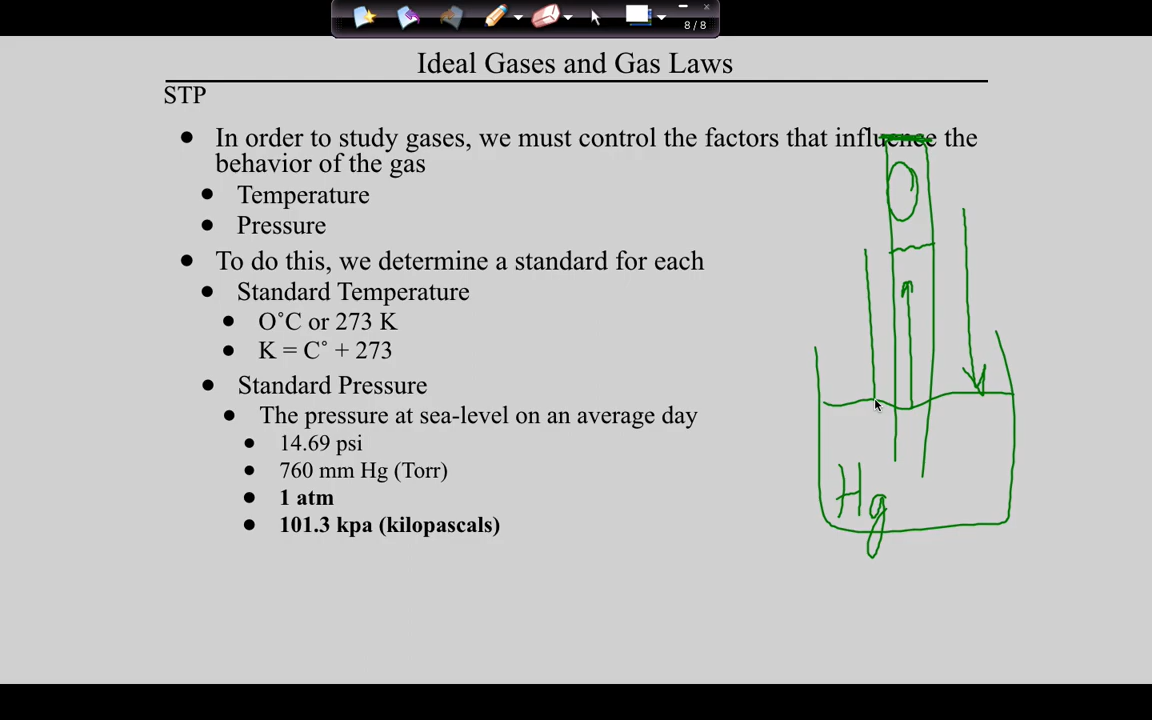 8 / 8
Ideal Gases and Gas Laws
STP
In order to study gases, we must control the factors that influence the
behavior of the gas
Temperature
Pressure
To do this, we determine a standard for each
Standard Temperature
O˚C or 273 K
K = C˚ + 273
Standard Pressure
The pressure at sea-level on an average day
14.69 psi
760 mm Hg (Torr)
1 atm
101.3 kpa (kilopascals)
Hg